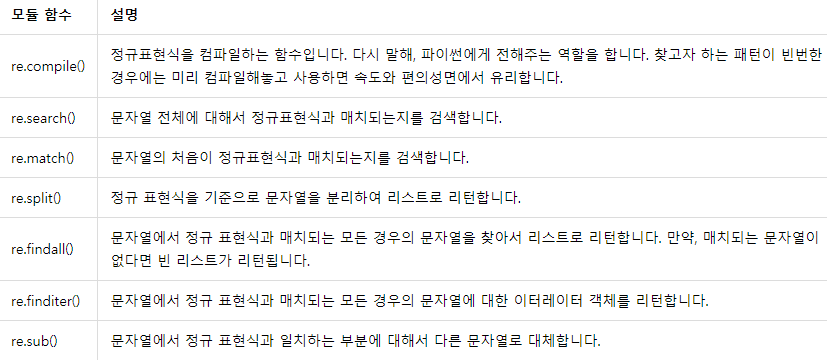 모듈 함수 설명
re.compile() 정규표현식을 컴파일하는 함수입니다. 다시 말해, 파이썬에게 전해주는 역할을 합니다. 찾고자 하는 패턴이 빈번한
경우에는 미리 컴파일해놓고 사용하면 속도와 편의성면에서 유리합니다.
re.search() 문자열 전체에 대해서 정규표현식과 매치되는지를 검색합니다.
re.match() 문자열의 처음이 정규표현식과 매치되는지를 검색합니다.
re.split() 정규 표현식을 기준으로 문자열을 분리하여 리스트로 리턴합니다.
re.findall() 문자열에서 정규 표현식과 매치되는 모든 경우의 문자열을 찾아서 리스트로 리턴합니다. 만약, 매치되는 문자열이
없다면 빈 리스트가 리턴됩니다.
re.finditer() 문자열에서 정규 표현식과 매치되는 모든 경우의 문자열에 대한 이터레이터 객체를 리턴합니다.
re.sub() 문자열에서 정규 표현식과 일치하는 부분에 대해서 다른 문자열로 대체합니다.